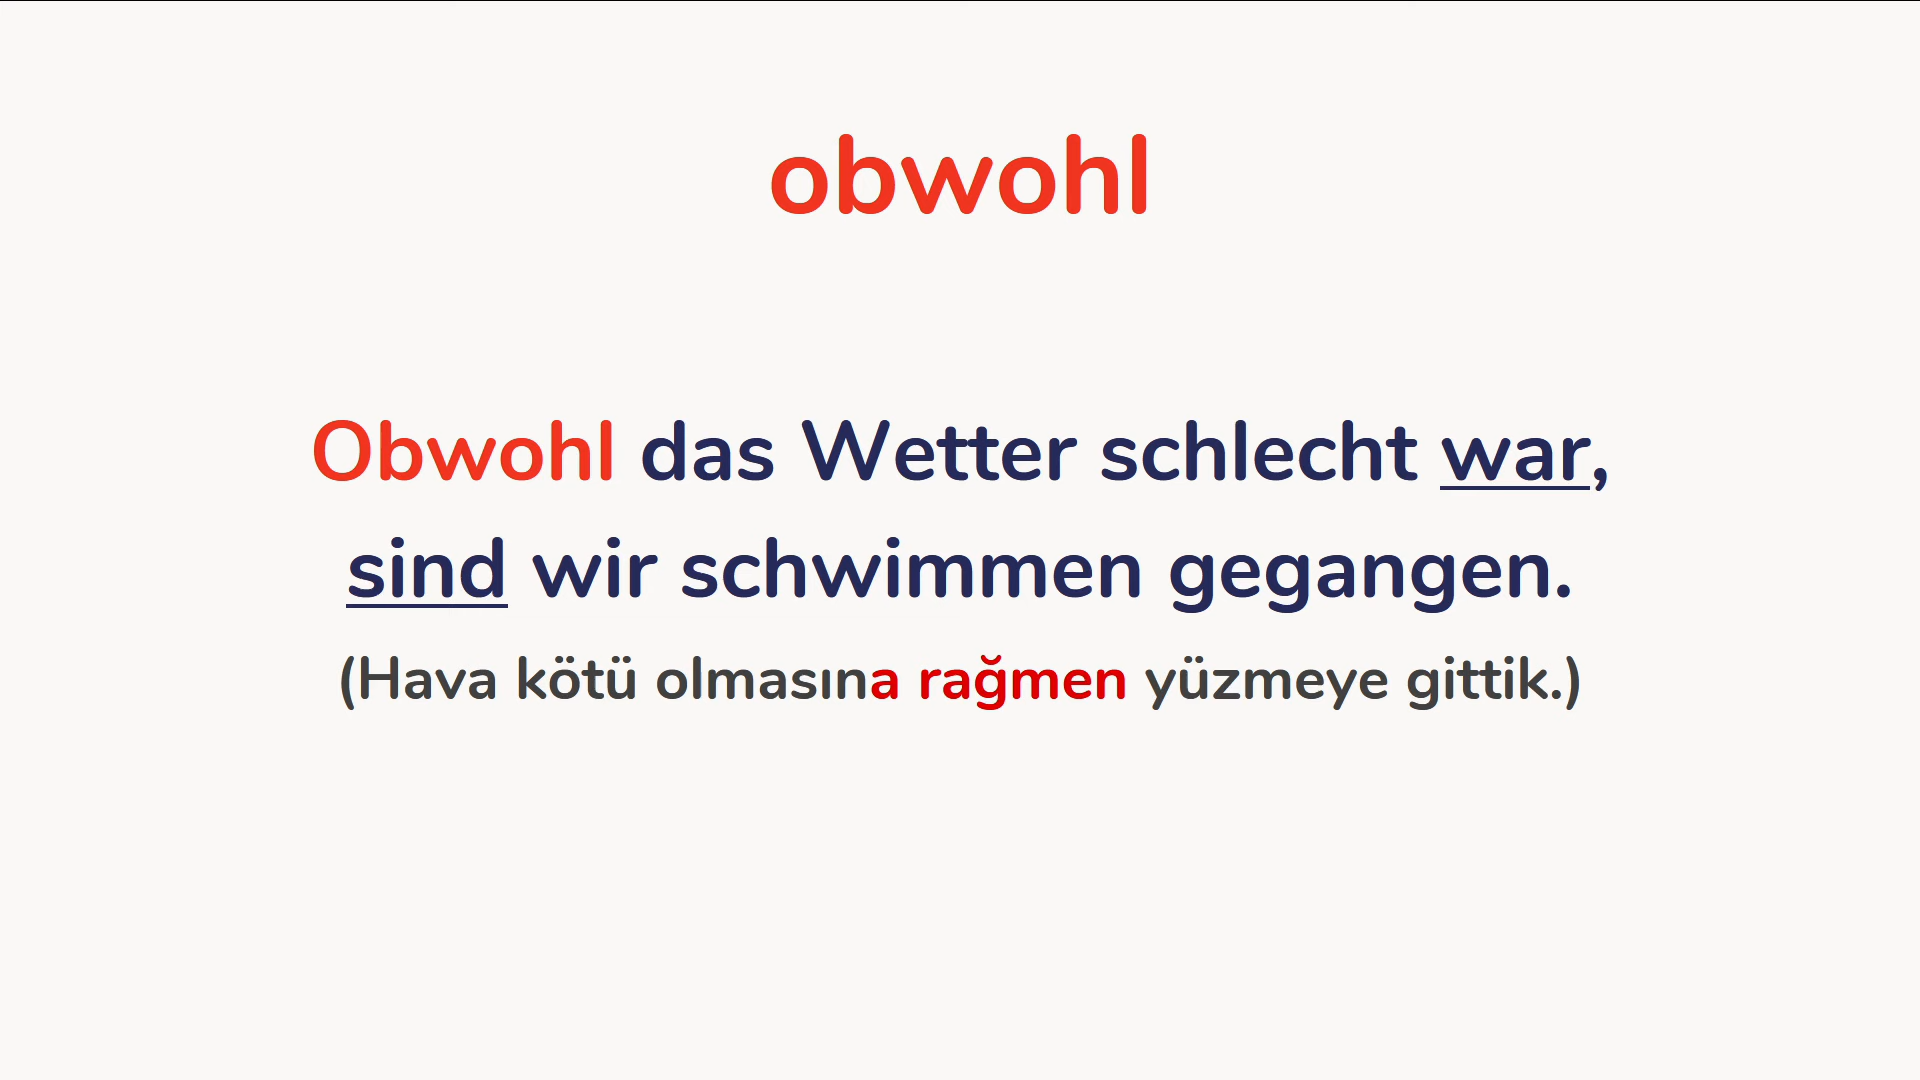 obwohl
Obwohl das Wetter schlecht war,
sind wir schwimmen gegangen.
(Hava kötü olmasına rağmen yüzmeye gittik.)